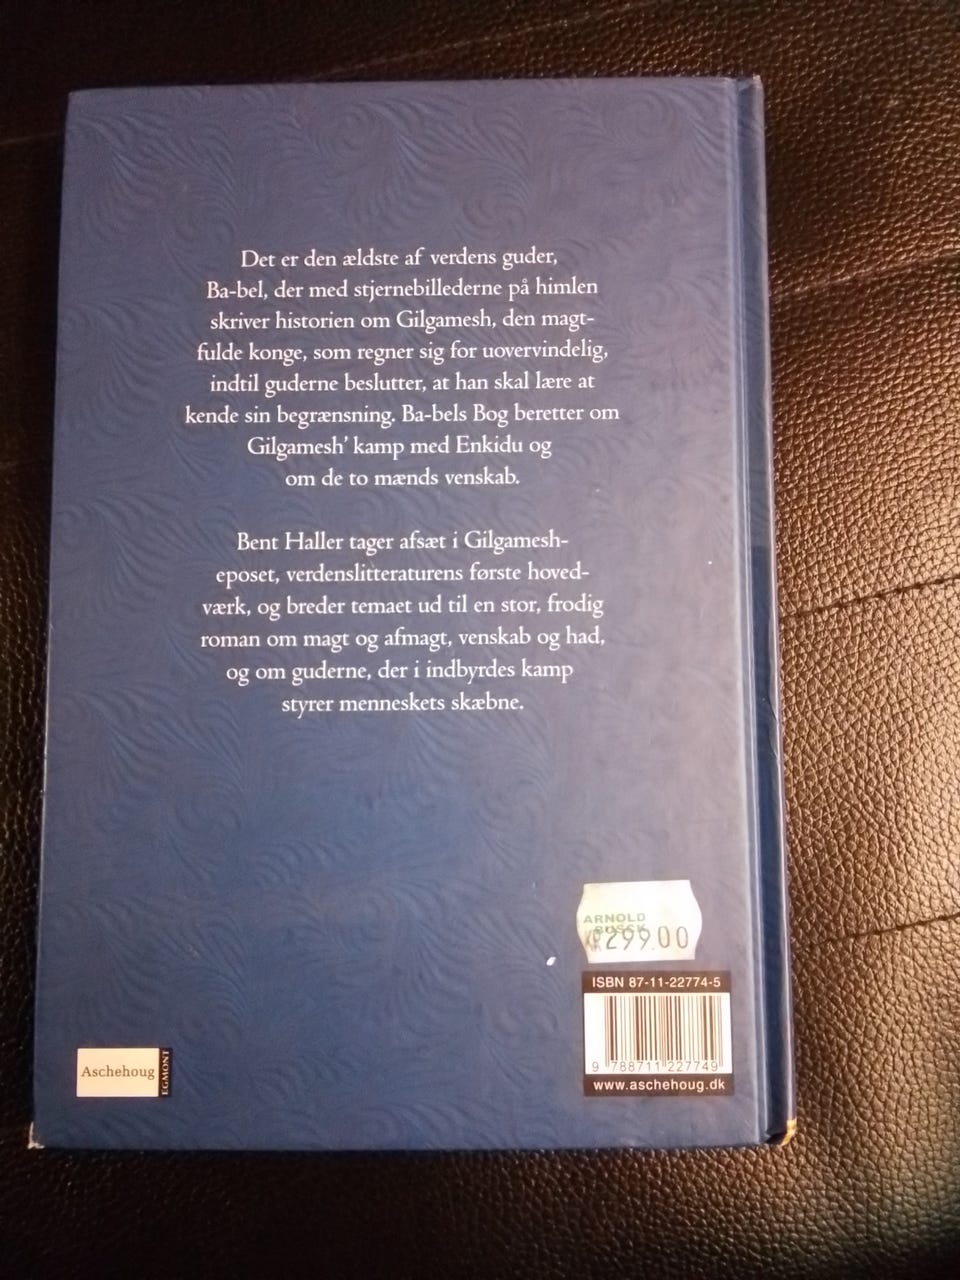 Det er den ældste af verdens guder,
Ba-bel, der med stjernebillederne på himlen
skriver historien om Gilgamesh, den magt-
fulde konge, som regner sig for uovervindelig,
indtil guderne beslutter, at han skal lære at
kende sin begrænsning. Ba-bels Bog beretter om
Gilgamesh' kamp med Enkidu og
om de to mænds venskab.
Bent Haller tager afsæt i Gilgamesh-
eposet, verdenslitteraturens første hoved-
værk, og breder temaet ud til en stor, frodig
roman om magt og afmagt, venskab og had,
og om guderne, der i indbyrdes kamp
styrer menneskets skæbne.
ARNOLD
BUSCK
KR299.00
ISBN 87-11-22774-5
9 788711 227749
www.aschehoug.dk
Aschehoug
EGMONT